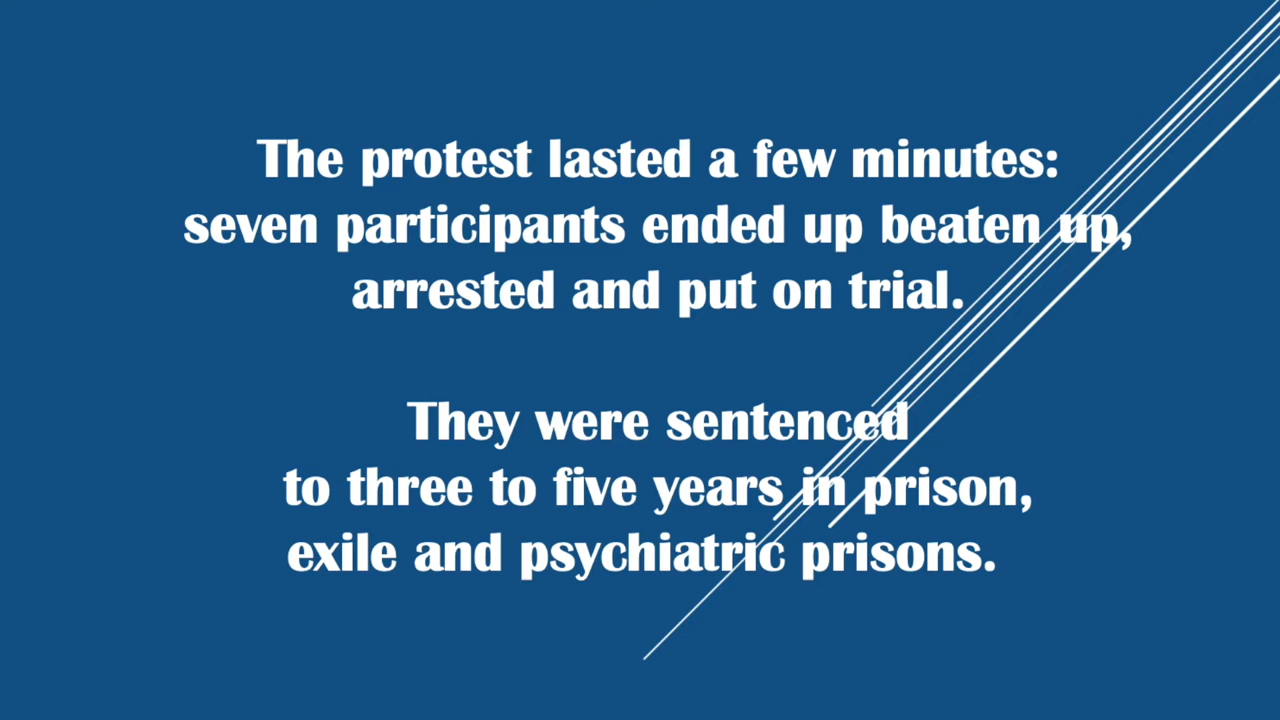 The protest lasted a few minutes:
seven participants ended up beaten up,
arrested and put on trial.
They were sentenced
to three to five years in prison,
exile and psychiatric prisons.